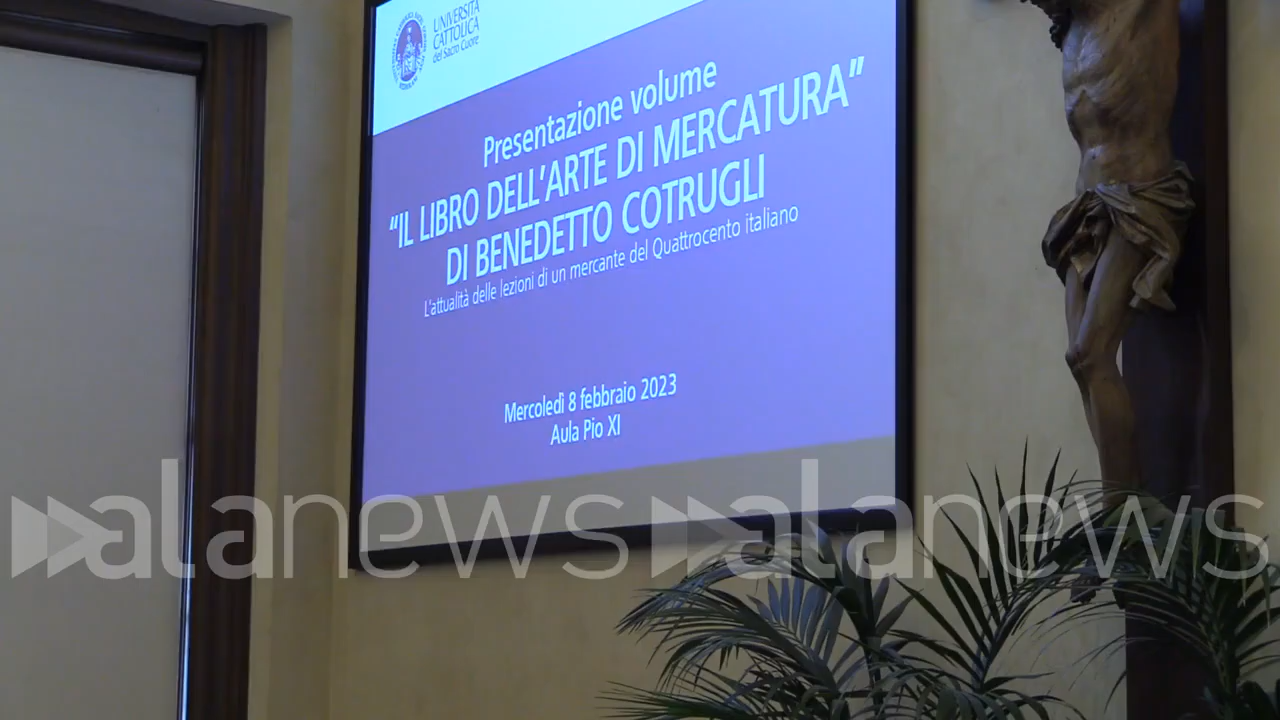 UNIVERSITÀ
CATTOLICA
del Sacro Cuore
Presentazione volume
“IL LIBRO DELL’ARTE DI MERCATURA”
DI BENEDETTO COTRUGLI
L’attualità delle lezioni di un mercante del Quattrocento italiano
Mercoledì 8 febbraio 2023
Aula Pio XI
alanews alanews